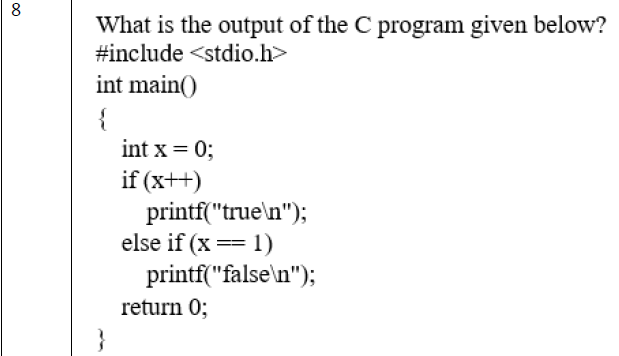 8
What is the output of the C program given below?
#include <stdio.h>
int main()
{
int x = 0;
if (x++)
printf("true\n");
else if (x == 1)
printf("false\n");
return 0;
}